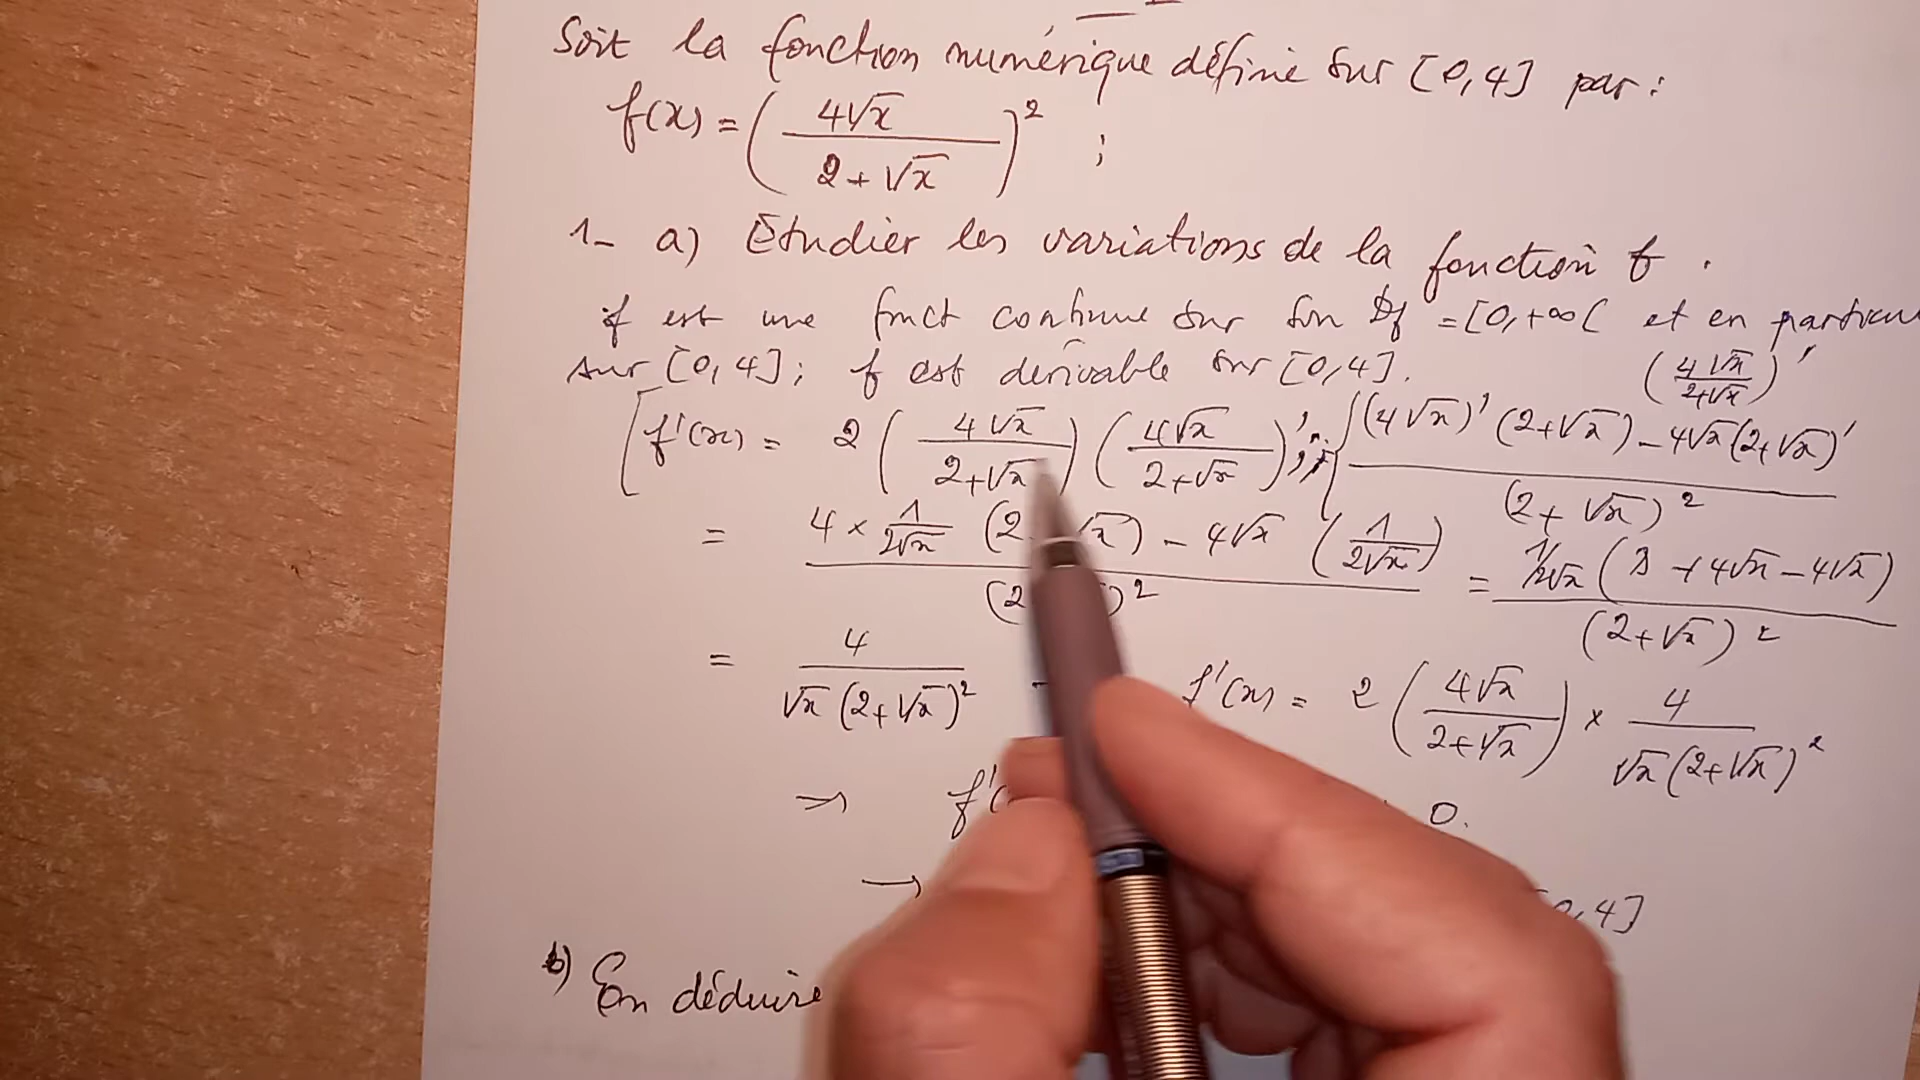 Soit la fonction numérique définie sur [0,4] par :
f(x) = ( 4√x / 2+√x )² ;
1- a) Etudier les variations de la fonction f .
f est une fonct continue sur son Df = [0,+∞[ et en particu
sur [0,4]; f est dérivable sur [0,4]. ( 4√x / 2+√x )'
f'(x) = 2 ( 4√x / 2+√x ) ( 4√x / 2+√x )' ; (4√x)' (2+√x) - 4√x (2+√x)' / (2+√x)²
= 4 × 1/2√x (2 √x) - 4√x ( 1/2√x ) / (2 )² = 1/2√x ( 8 + 4√x - 4√x ) / (2+√x)²
= 4 / √x (2+√x)² f'(x) = 2 ( 4√x / 2+√x ) × 4 / √x (2+√x)²
⇒ f'( 0.
→ ,4]
b) En déduire